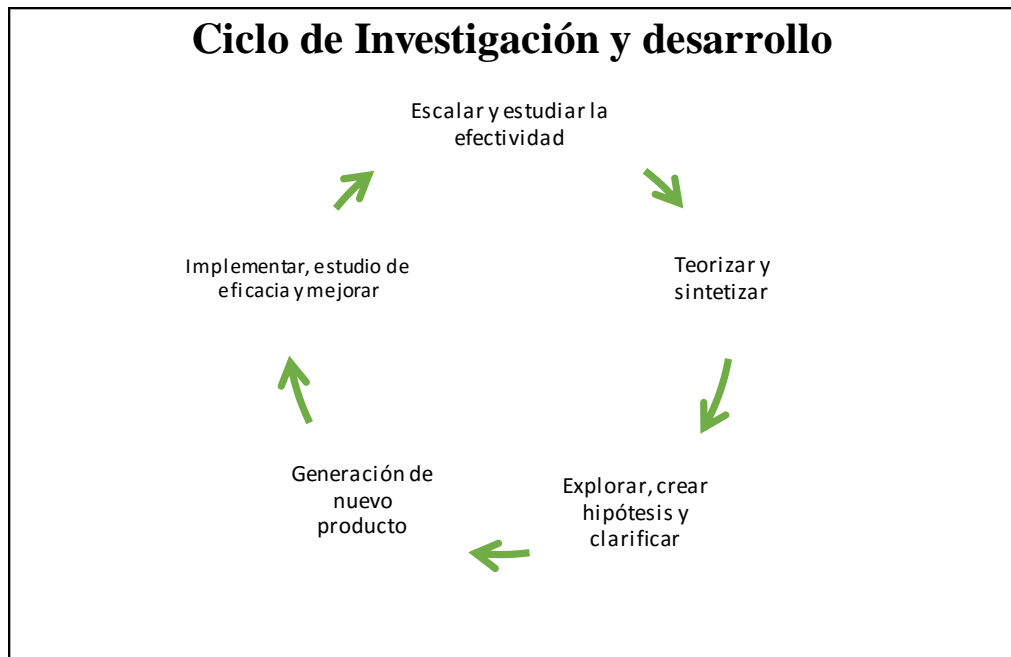 Ciclo de Investigación y desarrollo
Escalar y estudiar la
efectividad
Teorizar y
sintetizar
Explorar, crear
hipótesis y
clarificar
Generación de
nuevo
producto
Implementar, estudio de
eficacia y mejorar